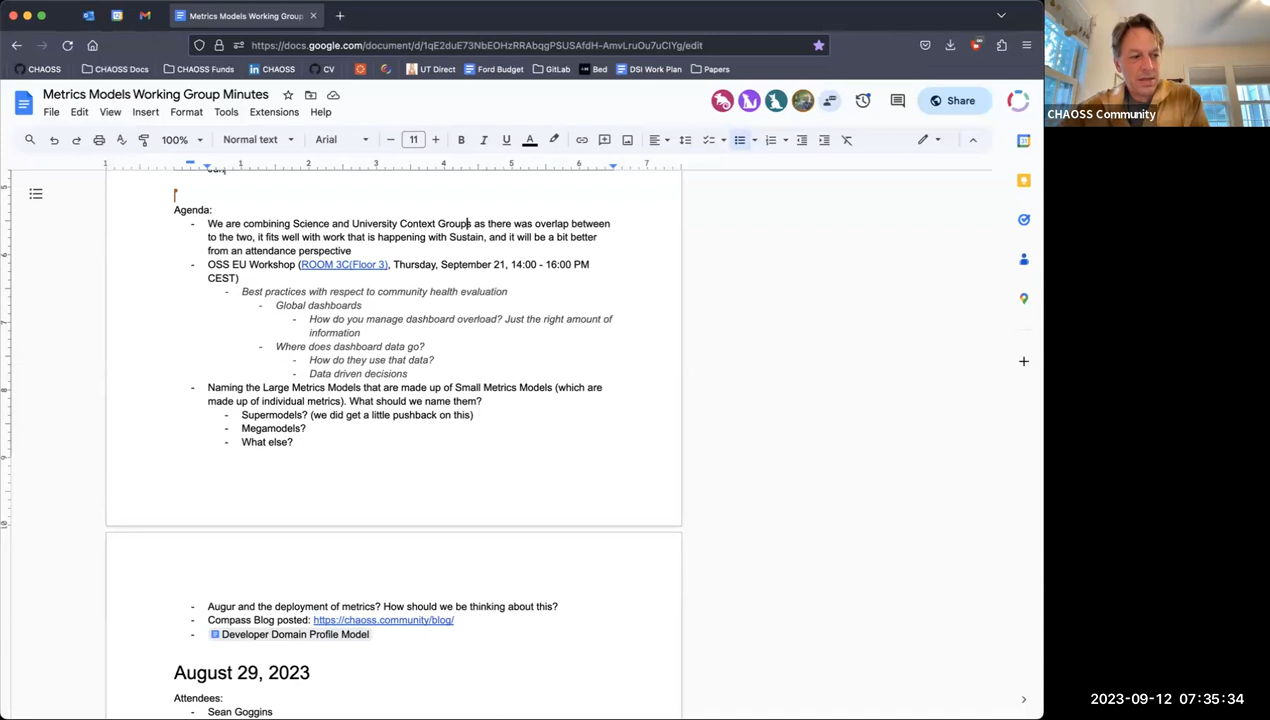 Metrics Models Working Group
https://docs.google.com/document/d/1qE2duE73NbEOHzRRAbqgPSUSAfdH-AmvLruOu7uClYg/edit
CHAOSS
CHAOSS Docs
CHAOSS Funds
CHAOSS
CV
UT Direct
Ford Budget
GitLab
Bed
DSI Work Plan
Papers
Metrics Models Working Group Minutes
File Edit View Insert Format Tools Extensions Help
Share
100%
Normal text
Arial
11
1 1 2 3 4 5 6 7
Agenda:
- We are combining Science and University Context Groups as there was overlap between
to the two, it fits well with work that is happening with Sustain, and it will be a bit better
from an attendance perspective
- OSS EU Workshop (ROOM 3C(Floor 3), Thursday, September 21, 14:00 - 16:00 PM
CEST)
- Best practices with respect to community health evaluation
- Global dashboards
- How do you manage dashboard overload? Just the right amount of
information
- Where does dashboard data go?
- How do they use that data?
- Data driven decisions
- Naming the Large Metrics Models that are made up of Small Metrics Models (which are
made up of individual metrics). What should we name them?
- Supermodels? (we did get a little pushback on this)
- Megamodels?
- What else?
- Augur and the deployment of metrics? How should we be thinking about this?
- Compass Blog posted: https://chaoss.community/blog/
- Developer Domain Profile Model
August 29, 2023
Attendees:
- Sean Goggins
CHAOSS Community
2023-09-12 07:35:34